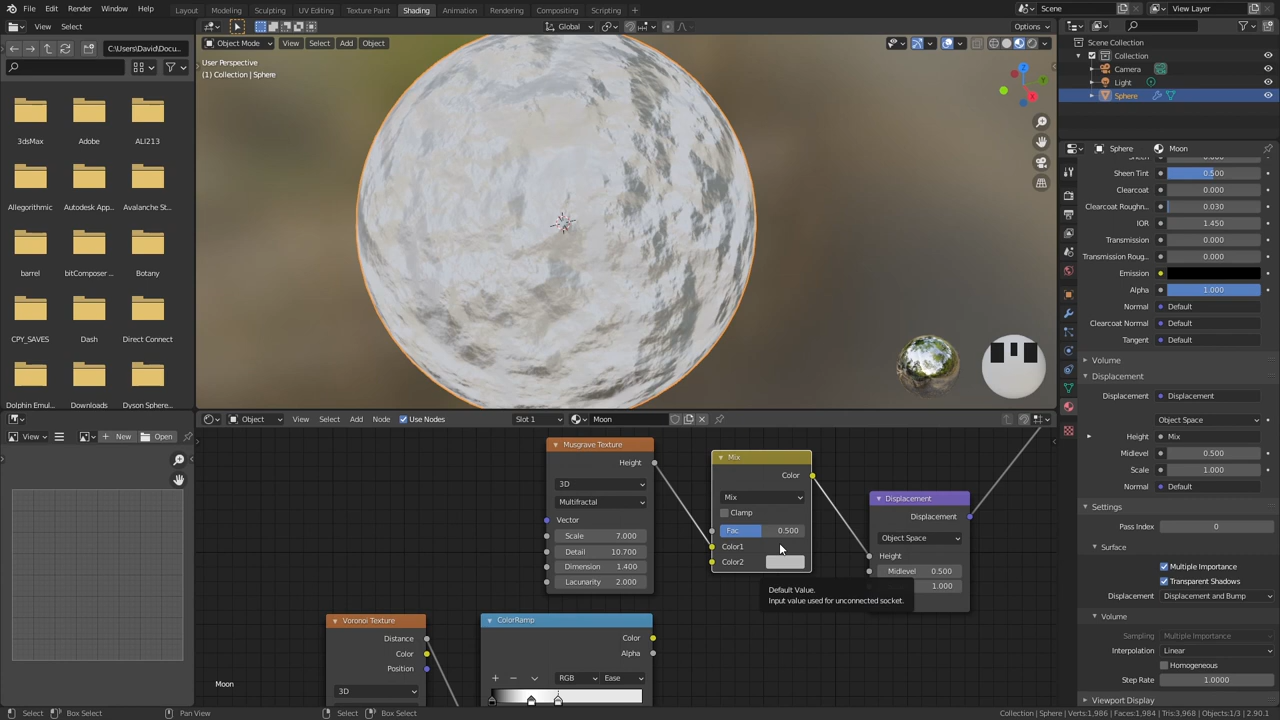 File Edit Render Window Help Layout Modeling Sculpting UV Editing Texture Paint Shading Animation Rendering Compositing Scripting Scene View Layer
View Select Global Options
C:\Users\David\Docu...
Object Mode View Select Add Object
User Perspective
(1) Collection | Sphere
3dsMax Adobe ALI213
Allegorithmic Autodesk App... Avalanche St...
barrel bitComposer ... Botany
CPY_SAVES Dash Direct Connect
Dolphin Emul... Downloads Dyson Sphere...
Scene Collection
Collection
Camera
Light
Sphere
Sphere Moon
Sheen 0.000
Sheen Tint 0.500
Clearcoat 0.000
Clearcoat Roughn... 0.030
IOR 1.450
Transmission 0.000
Transmission Roug... 0.000
Emission
Alpha 1.000
Normal Default
Clearcoat Normal Default
Tangent Default
Volume
Displacement
Displacement Displacement
Object Space
Height Mix
Midlevel 0.500
Scale 1.000
Normal Default
Settings
Pass Index 0
Surface
Multiple Importance
Transparent Shadows
Displacement Displacement and Bump
Volume
Sampling Multiple Importance
Interpolation Linear
Homogeneous
Step Rate 1.0000
Viewport Display
Object View Select Add Node Use Nodes Slot 1 Moon
View New Open
Musgrave Texture
Height
3D
Multifractal
Vector
Scale 7.000
Detail 10.700
Dimension 1.400
Lacunarity 2.000
Mix
Color
Mix
Clamp
Fac 0.500
Color1
Color2
Displacement
Displacement
Object Space
Height
Midlevel 0.500
1.000
Default Value.
Input value used for unconnected socket.
Voronoi Texture
Distance
Color
Position
3D
ColorRamp
Color
Alpha
RGB Ease
Moon
Select Box Select Pan View Select Box Select Collection | Sphere | Verts:1,986 | Faces:1,984 | Tris:3,968 | Objects:1/3 | 2.90.1